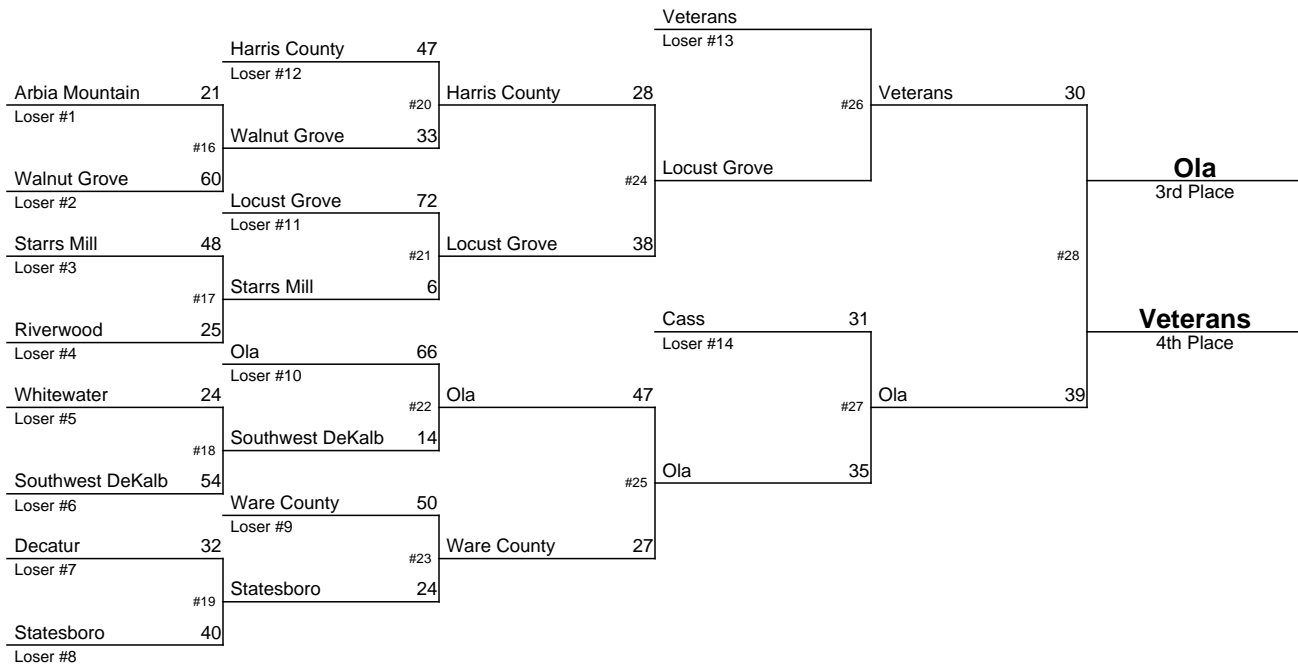 Veterans
Loser #13
Harris County 47
Loser #12
Arbia Mountain 21
Loser #1
#20
Harris County 28
#26
Veterans 30
#16
Walnut Grove 33
Walnut Grove 60
Loser #2
#24
Locust Grove
Ola
3rd Place
Locust Grove 72
Loser #11
Starrs Mill 48
Loser #3
#21
Locust Grove 38
#28
#17
Starrs Mill 6
Riverwood 25
Loser #4
Cass 31
Loser #14
Veterans
4th Place
Ola 66
Loser #10
Whitewater 24
Loser #5
#22
Ola 47
#27
Ola 39
#18
Southwest DeKalb 14
Southwest DeKalb 54
Loser #6
#25
Ola 35
Ware County 50
Loser #9
Decatur 32
Loser #7
#23
Ware County 27
#19
Statesboro 24
Statesboro 40
Loser #8